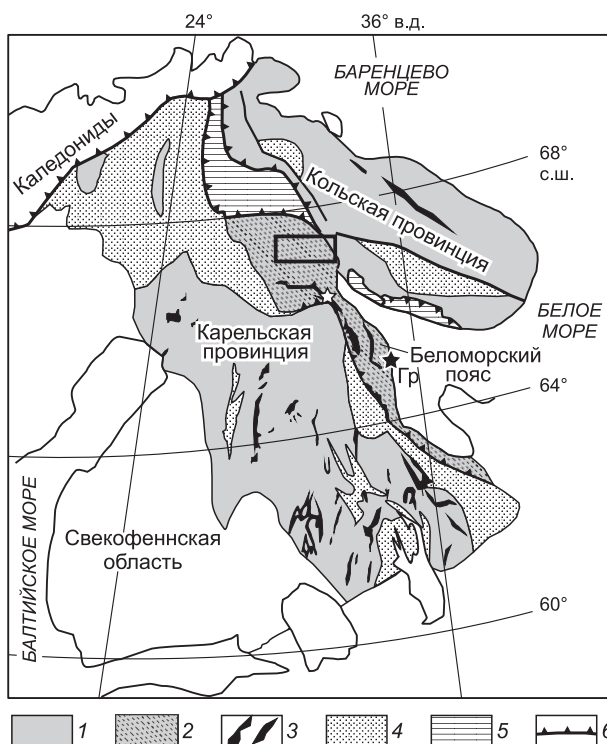 24°
36° в.д.
БАРЕНЦЕВО
МОРЕ
Каледониды
68°
с.ш.
Кольская провинция
БЕЛОЕ
МОРЕ
Карельская
провинция
Беломорский
пояс
Гр
64°
БАЛТИЙСКОЕ МОРЕ
Свекофеннская
область
60°
1 2 3 4 5 6